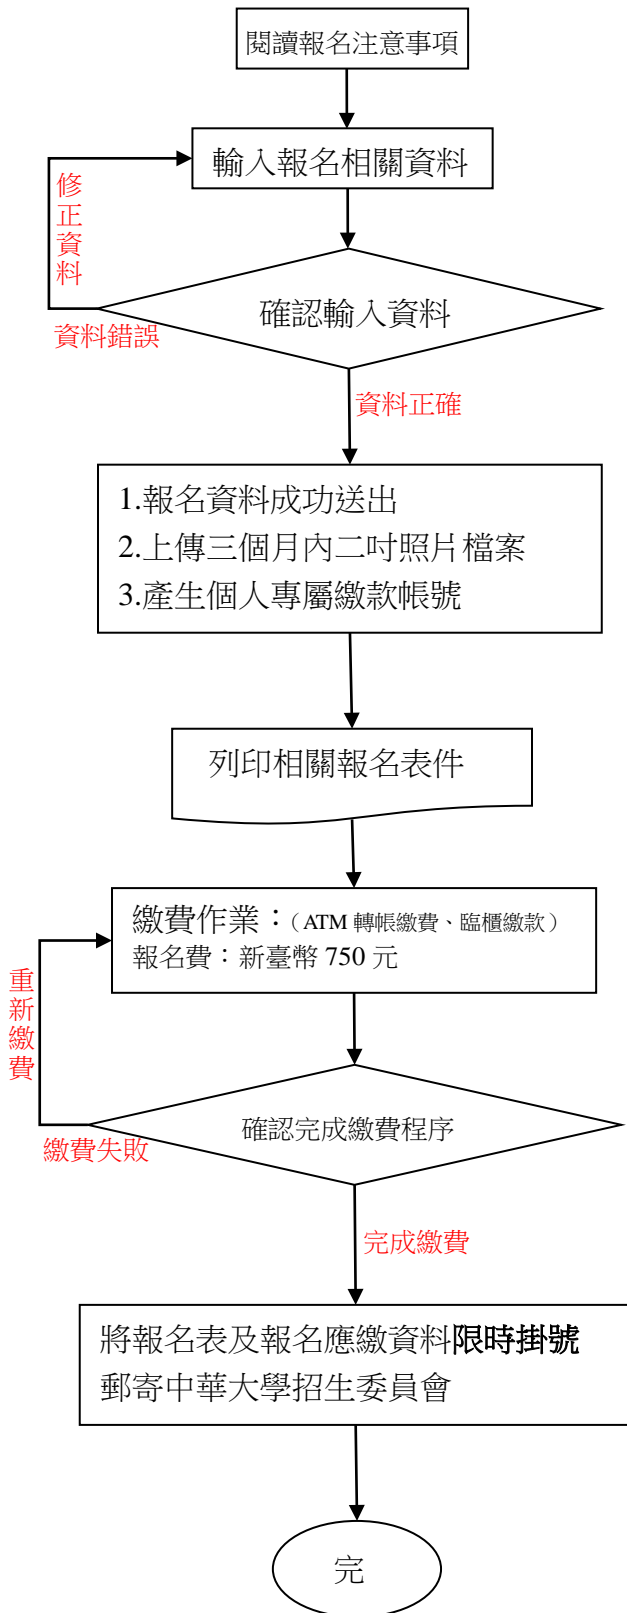 閱讀報名注意事項
輸入報名相關資料
修正資料
確認輸入資料
資料錯誤
資料正確
1.報名資料成功送出
2.上傳三個月內二吋照片檔案
3.產生個人專屬繳款帳號
列印相關報名表件
繳費作業：（ATM 轉帳繳費、臨櫃繳款）
報名費：新臺幣 750 元
重新繳費
確認完成繳費程序
繳費失敗
完成繳費
將報名表及報名應繳資料限時掛號
郵寄中華大學招生委員會
完